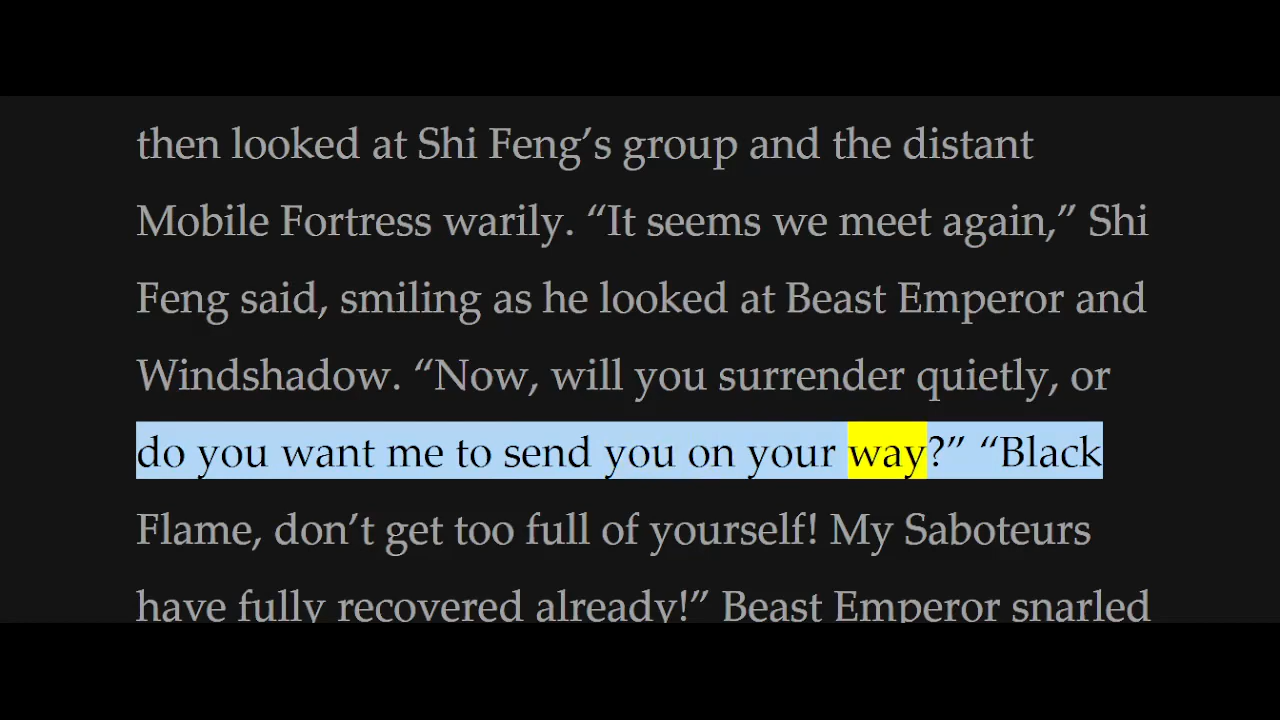 then looked at Shi Feng’s group and the distant
Mobile Fortress warily. “It seems we meet again,” Shi
Feng said, smiling as he looked at Beast Emperor and
Windshadow. “Now, will you surrender quietly, or
do you want me to send you on your way?” “Black
Flame, don’t get too full of yourself! My Saboteurs
have fully recovered already!” Beast Emperor snarled